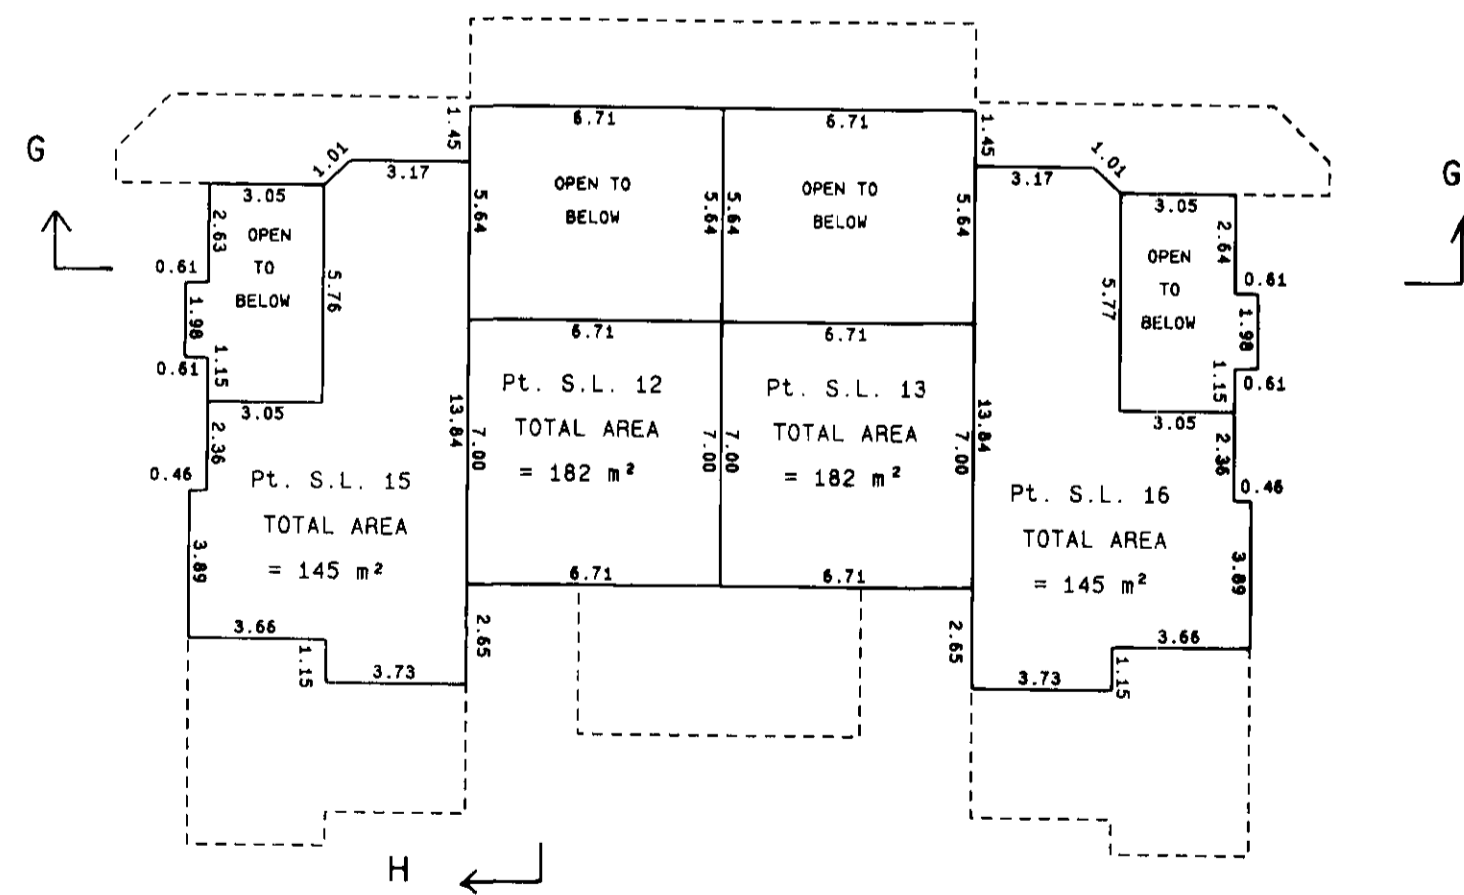 G
G
1.45
6.71
6.71
1.45
1.01
3.17
3.17
1.01
3.05
3.05
OPEN TO
BELOW
OPEN TO
BELOW
5.64
5.64
5.64
5.64
2.63
OPEN
TO
BELOW
5.76
5.77
OPEN
TO
BELOW
2.64
0.61
1.98
0.61
1.15
3.05
0.61
1.98
0.61
1.15
3.05
6.71
6.71
Pt. S.L. 12
TOTAL AREA
= 182 m²
Pt. S.L. 13
TOTAL AREA
= 182 m²
13.84
7.00
7.00
7.00
7.00
13.84
2.36
0.46
2.36
0.46
Pt. S.L. 15
TOTAL AREA
= 145 m²
Pt. S.L. 16
TOTAL AREA
= 145 m²
3.89
3.89
6.71
6.71
3.66
1.15
3.73
2.65
2.65
3.73
1.15
3.66
H